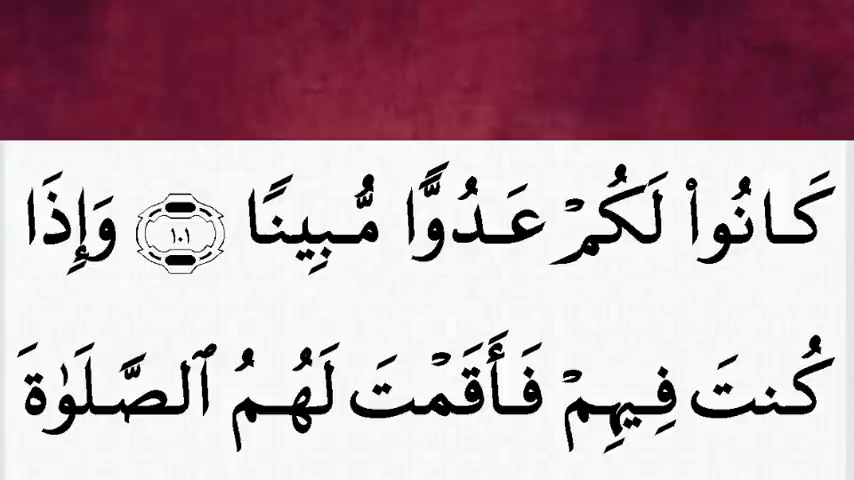 كَانُوا۟ لَكُمْ عَدُوًّا مُّبِينًا ١٠١ وَإِذَا
كُنتَ فِيهِمْ فَأَقَمْتَ لَهُمُ ٱلصَّلَوٰةَ